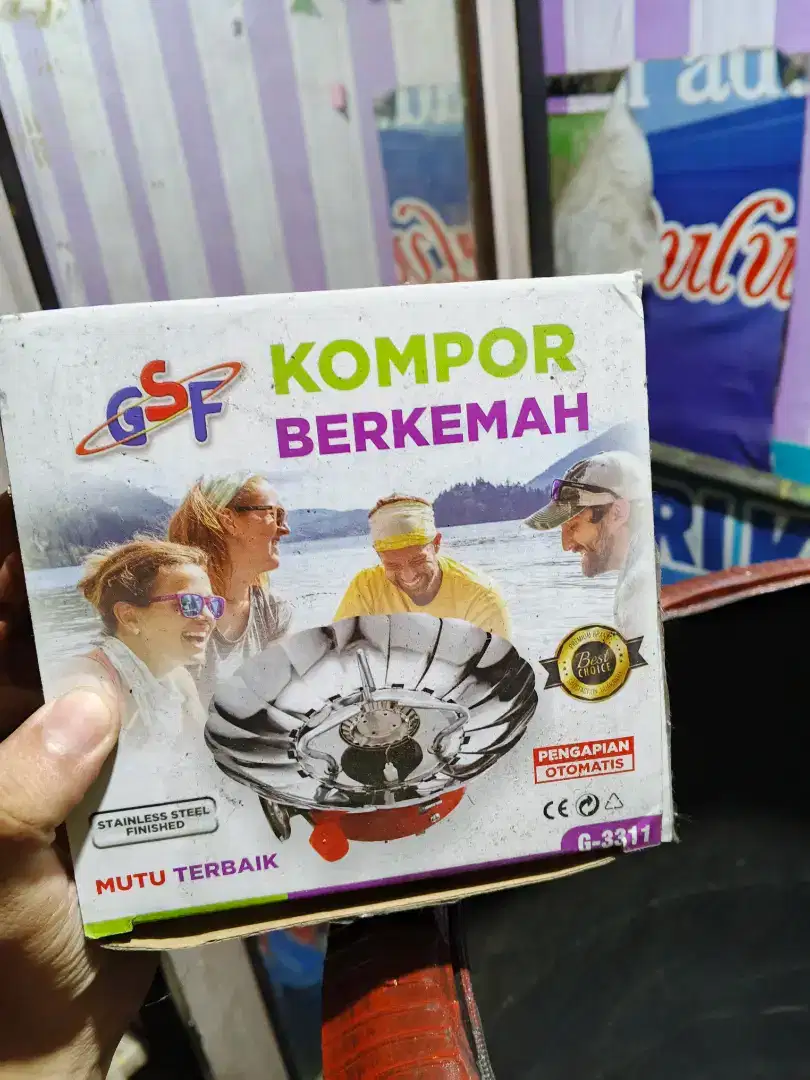 GSF
KOMPOR
BERKEMAH
Best
CHOICE
PENGAPIAN
OTOMATIS
CE
STAINLESS STEEL
FINISHED
G-3311
MUTU TERBAIK